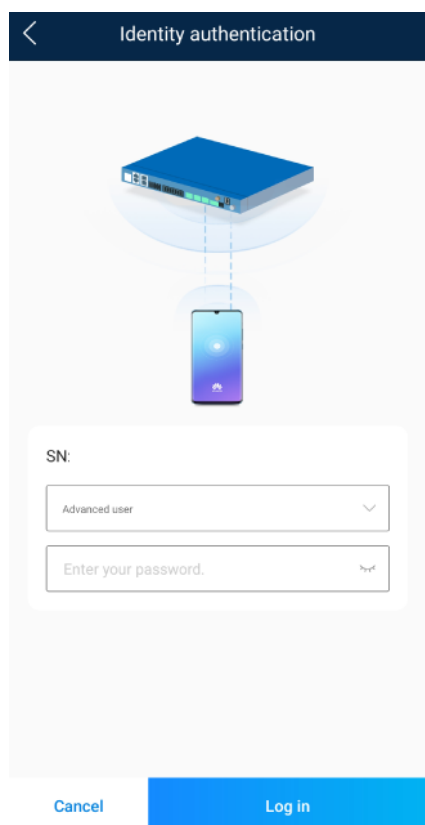 Identity authentication
SN:
Advanced user
Enter your password.
Cancel
Log in